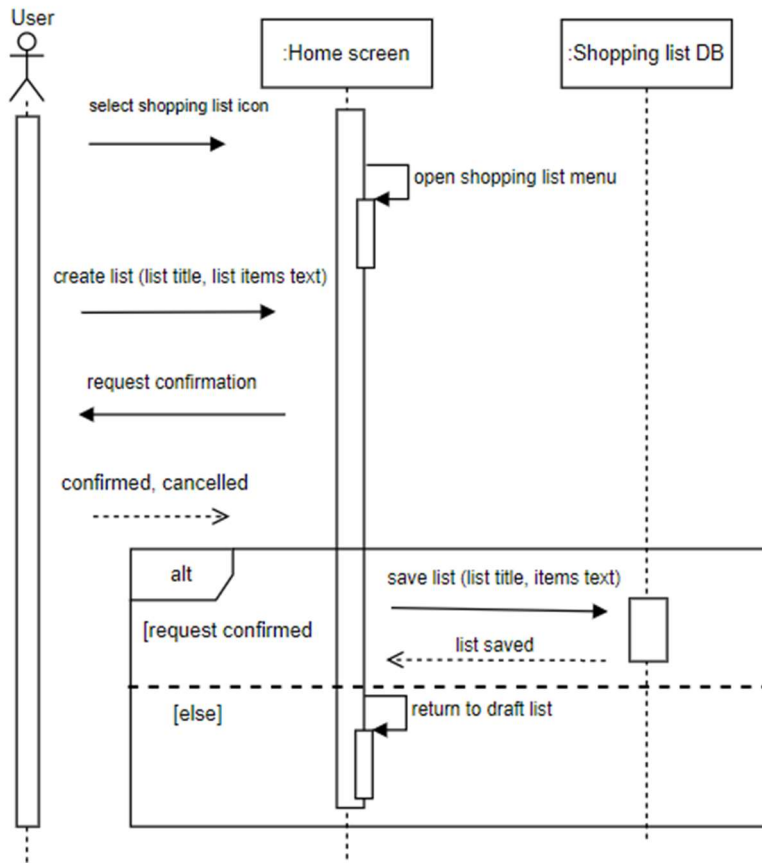 User
:Home screen
:Shopping list DB
select shopping list icon
open shopping list menu
create list (list title, list items text)
request confirmation
confirmed, cancelled
alt
save list (list title, items text)
[request confirmed
list saved
[else]
return to draft list